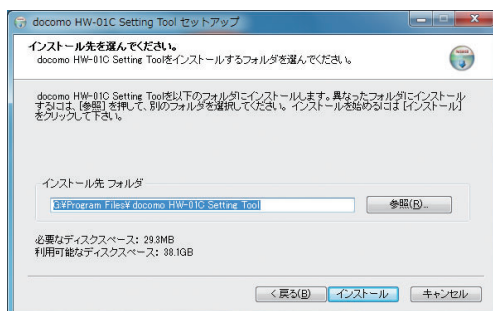 docomo HW-01C Setting Tool セットアップ
インストール先を選んでください。
docomo HW-01C Setting Toolをインストールするフォルダを選んでください。
docomo HW-01C Setting Toolを以下のフォルダにインストールします。異なったフォルダにインストール
するには、[参照] を押して、別のフォルダを選択してください。インストールを始めるには [インストール]
をクリックして下さい。
インストール先 フォルダ
G:¥Program Files¥docomo HW-01C Setting Tool
参照(R)...
必要なディスクスペース: 29.3MB
利用可能なディスクスペース: 38.1GB
< 戻る(B)
インストール
キャンセル